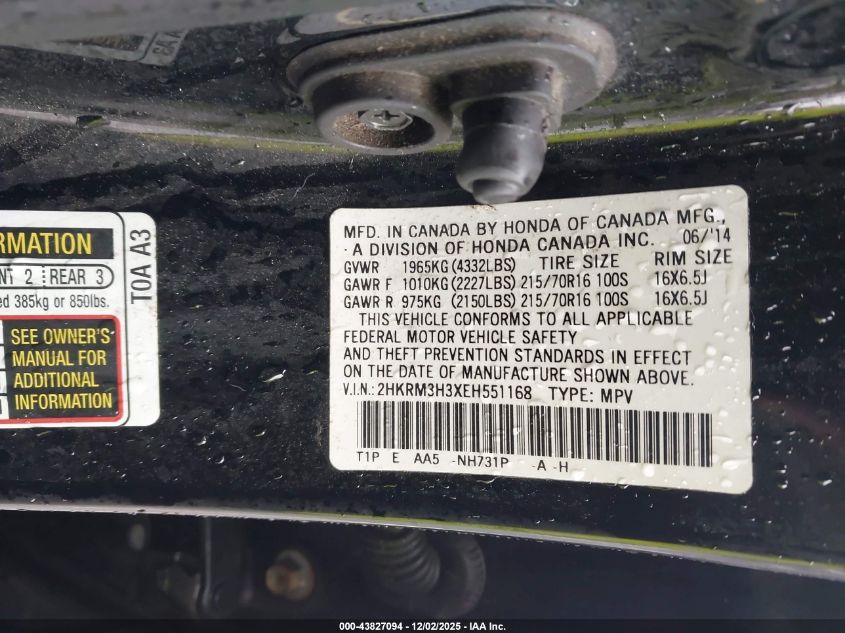 RMATION
NT 2 REAR 3
ed 385kg or 850lbs.
SEE OWNER'S
MANUAL FOR
ADDITIONAL
INFORMATION
T0A A3
MFD. IN CANADA BY HONDA OF CANADA MFG.,
A DIVISION OF HONDA CANADA INC. 06/'14
GVWR 1965KG (4332LBS) TIRE SIZE RIM SIZE
GAWR F 1010KG (2227LBS) 215/70R16 100S 16X6.5J
GAWR R 975KG (2150LBS) 215/70R16 100S 16X6.5J
THIS VEHICLE CONFORMS TO ALL APPLICABLE
FEDERAL MOTOR VEHICLE SAFETY
AND THEFT PREVENTION STANDARDS IN EFFECT
ON THE DATE OF MANUFACTURE SHOWN ABOVE.
V.I.N.: 2HKRM3H3XEH551168 TYPE: MPV
T1P E AA5 -NH731P -A -H
000-43827094 - 12/02/2025 - IAA Inc.